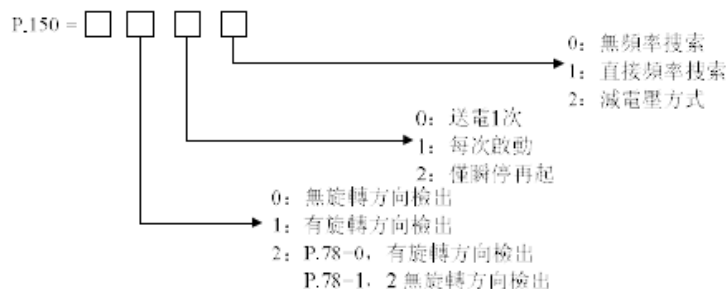 P.150 = □ □ □ □
0：無頻率搜索
1：直接頻率搜索
2：減電壓方式
0：送電1次
1：每次啟動
2：僅瞬停再起
0：無旋轉方向檢出
1：有旋轉方向檢出
2：P.78=0，有旋轉方向檢出
P.78=1，2 無旋轉方向檢出